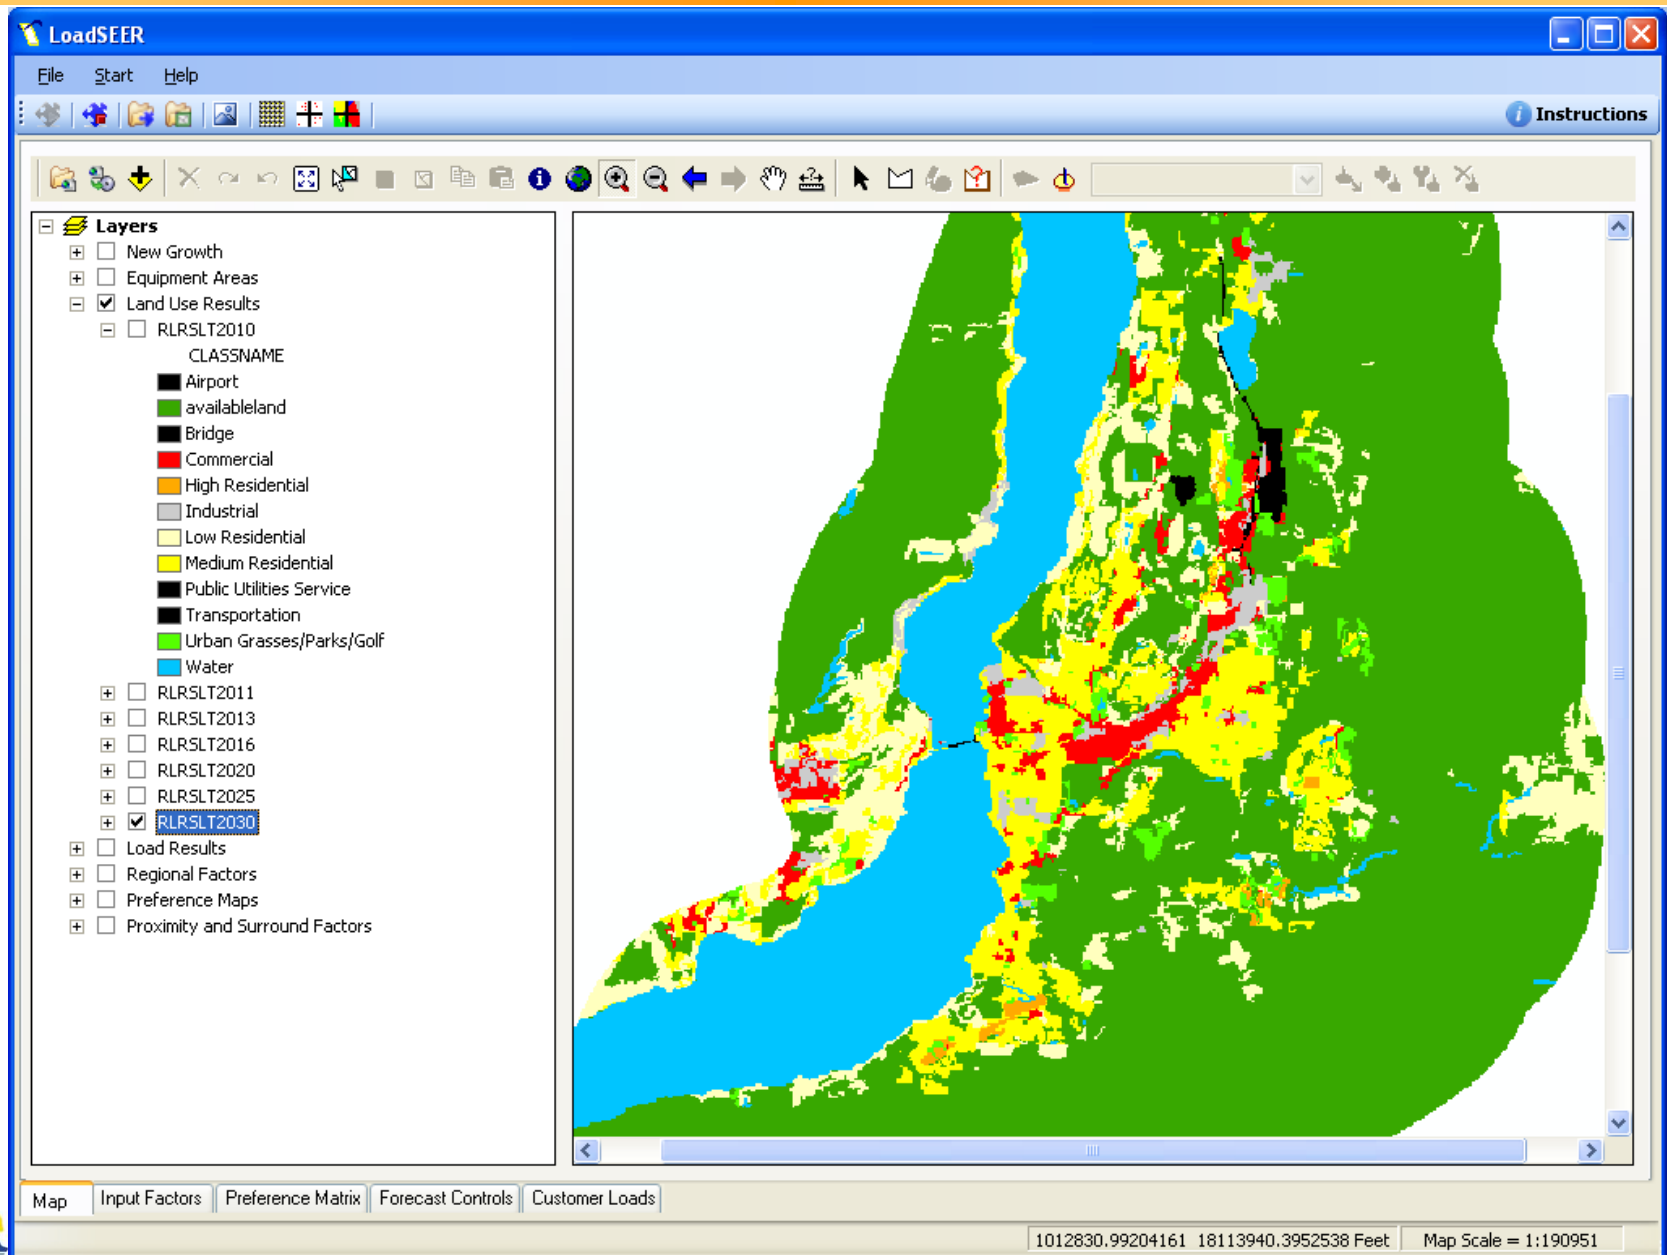 LoadSEER
File Start Help
Instructions
Layers
New Growth
Equipment Areas
Land Use Results
RLRSLT2010
CLASSNAME
Airport
availableland
Bridge
Commercial
High Residential
Industrial
Low Residential
Medium Residential
Public Utilities Service
Transportation
Urban Grasses/Parks/Golf
Water
RLRSLT2011
RLRSLT2013
RLRSLT2016
RLRSLT2020
RLRSLT2025
RLRSLT2030
Load Results
Regional Factors
Preference Maps
Proximity and Surround Factors
Map Input Factors Preference Matrix Forecast Controls Customer Loads
1012830.99204161 18113940.3952538 Feet Map Scale = 1:190951